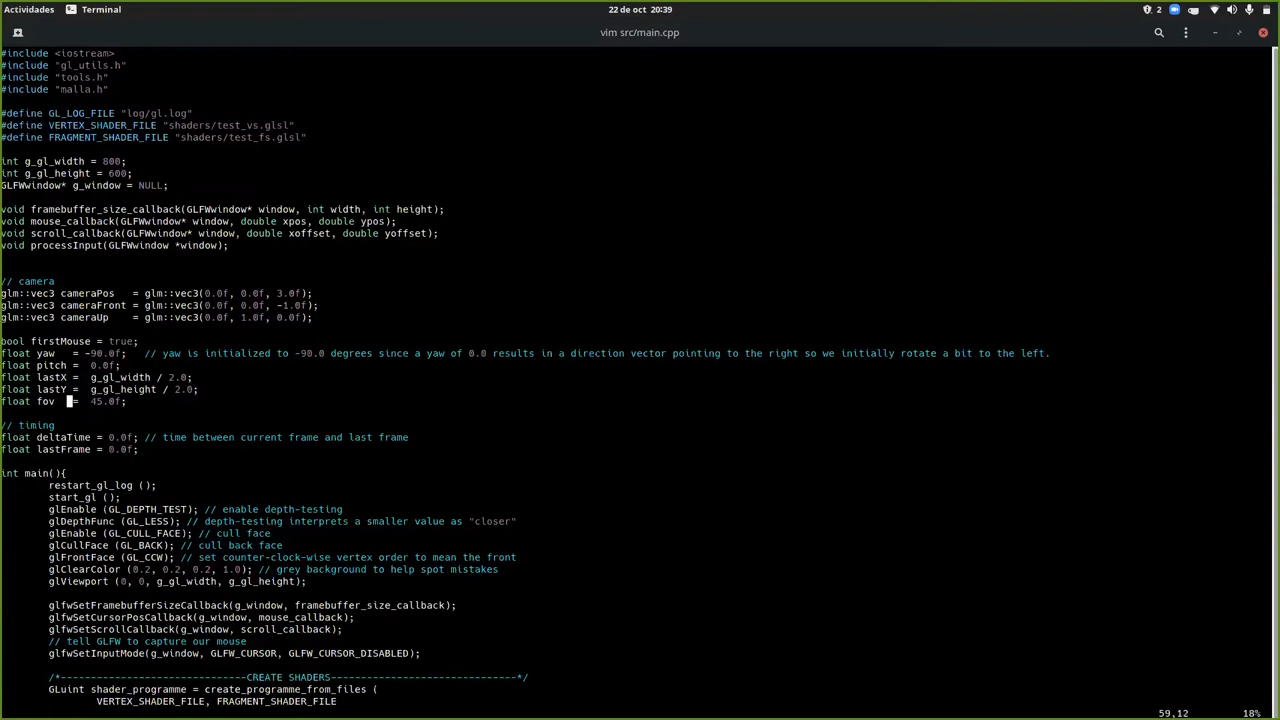 Actividades Terminal 22 de oct 20:39 2
vim src/main.cpp
#include <iostream>
#include "gl_utils.h"
#include "tools.h"
#include "malla.h"
#define GL_LOG_FILE "log/gl.log"
#define VERTEX_SHADER_FILE "shaders/test_vs.glsl"
#define FRAGMENT_SHADER_FILE "shaders/test_fs.glsl"
int g_gl_width = 800;
int g_gl_height = 600;
GLFWwindow* g_window = NULL;
void framebuffer_size_callback(GLFWwindow* window, int width, int height);
void mouse_callback(GLFWwindow* window, double xpos, double ypos);
void scroll_callback(GLFWwindow* window, double xoffset, double yoffset);
void processInput(GLFWwindow *window);
// camera
glm::vec3 cameraPos   = glm::vec3(0.0f, 0.0f, 3.0f);
glm::vec3 cameraFront = glm::vec3(0.0f, 0.0f, -1.0f);
glm::vec3 cameraUp    = glm::vec3(0.0f, 1.0f, 0.0f);
bool firstMouse = true;
float yaw   = -90.0f;   // yaw is initialized to -90.0 degrees since a yaw of 0.0 results in a direction vector pointing to the right so we initially rotate a bit to the left.
float pitch =  0.0f;
float lastX =  g_gl_width / 2.0;
float lastY =  g_gl_height / 2.0;
float fov   =  45.0f;
// timing
float deltaTime = 0.0f; // time between current frame and last frame
float lastFrame = 0.0f;
int main(){
        restart_gl_log ();
        start_gl ();
        glEnable (GL_DEPTH_TEST); // enable depth-testing
        glDepthFunc (GL_LESS); // depth-testing interprets a smaller value as "closer"
        glEnable (GL_CULL_FACE); // cull face
        glCullFace (GL_BACK); // cull back face
        glFrontFace (GL_CCW); // set counter-clock-wise vertex order to mean the front
        glClearColor (0.2, 0.2, 0.2, 1.0); // grey background to help spot mistakes
        glViewport (0, 0, g_gl_width, g_gl_height);
        glfwSetFramebufferSizeCallback(g_window, framebuffer_size_callback);
        glfwSetCursorPosCallback(g_window, mouse_callback);
        glfwSetScrollCallback(g_window, scroll_callback);
        // tell GLFW to capture our mouse
        glfwSetInputMode(g_window, GLFW_CURSOR, GLFW_CURSOR_DISABLED);
        /*-------------------------------CREATE SHADERS-------------------------------*/
        GLuint shader_programme = create_programme_from_files (
                VERTEX_SHADER_FILE, FRAGMENT_SHADER_FILE
59,12 18%